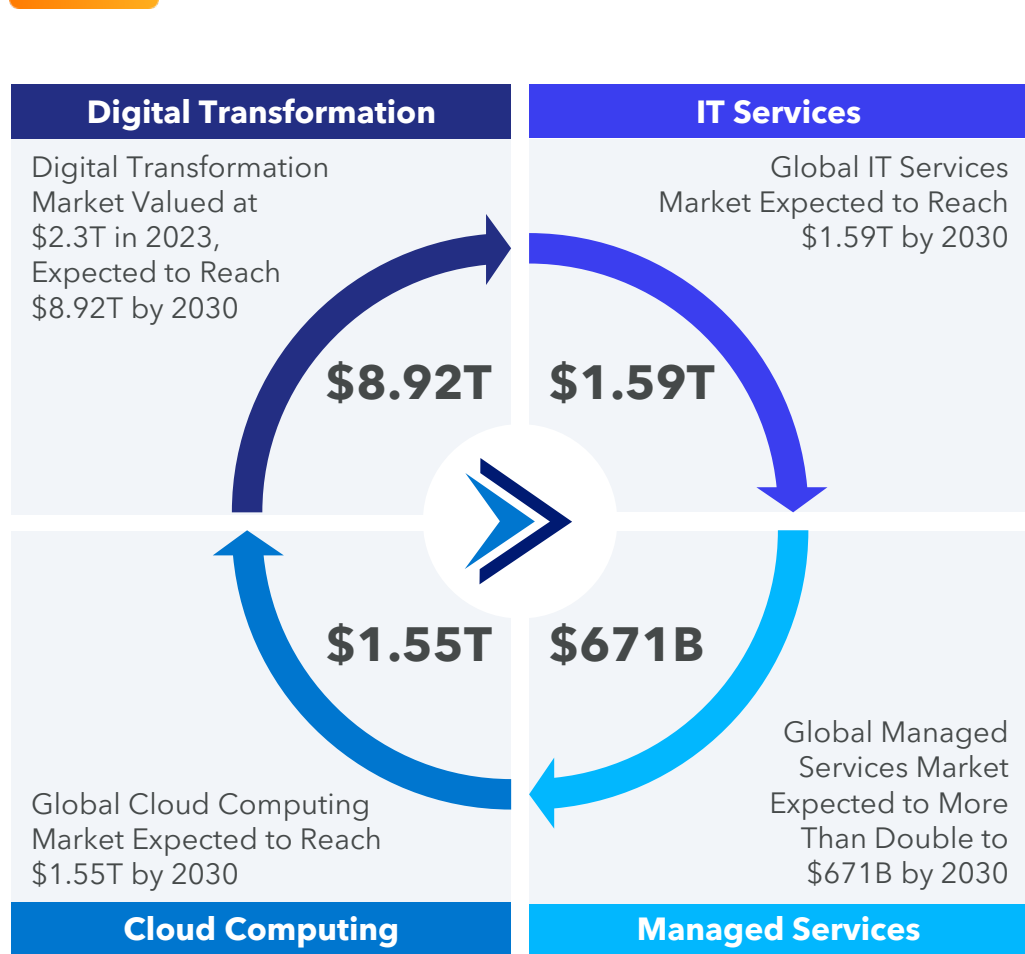 Digital Transformation
Digital Transformation
Market Valued at
$2.3T in 2023,
Expected to Reach
$8.92T by 2030
$8.92T
IT Services
Global IT Services
Market Expected to Reach
$1.59T by 2030
$1.59T
$1.55T
Global Cloud Computing
Market Expected to Reach
$1.55T by 2030
Cloud Computing
$671B
Global Managed
Services Market
Expected to More
Than Double to
$671B by 2030
Managed Services